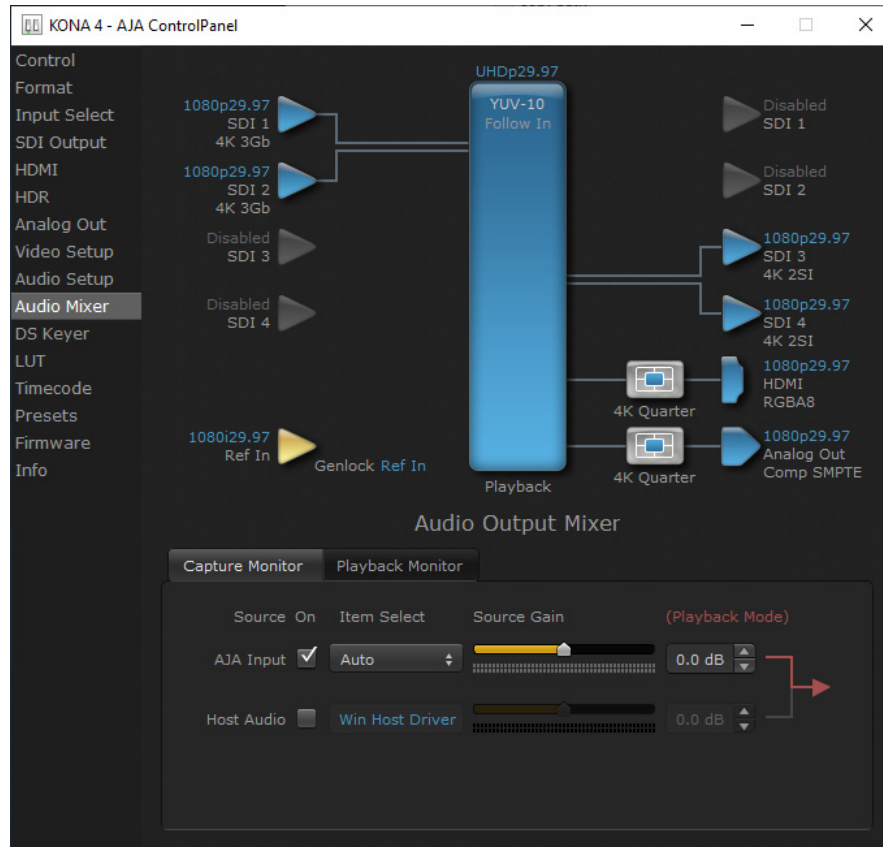 KONA 4 - AJA ControlPanel
Control
Format
Input Select
SDI Output
HDMI
HDR
Analog Out
Video Setup
Audio Setup
Audio Mixer
DS Keyer
LUT
Timecode
Presets
Firmware
Info
1080p29.97
SDI 1
4K 3Gb
1080p29.97
SDI 2
4K 3Gb
Disabled
SDI 3
Disabled
SDI 4
1080i29.97
Ref In
Genlock Ref In
UHDp29.97
YUV-10
Follow In
Playback
Disabled
SDI 1
Disabled
SDI 2
1080p29.97
SDI 3
4K 2SI
1080p29.97
SDI 4
4K 2SI
4K Quarter
1080p29.97
HDMI
RGBA8
4K Quarter
1080p29.97
Analog Out
Comp SMPTE
Audio Output Mixer
Capture Monitor Playback Monitor
Source On Item Select Source Gain (Playback Mode)
AJA Input Auto 0.0 dB
Host Audio Win Host Driver 0.0 dB